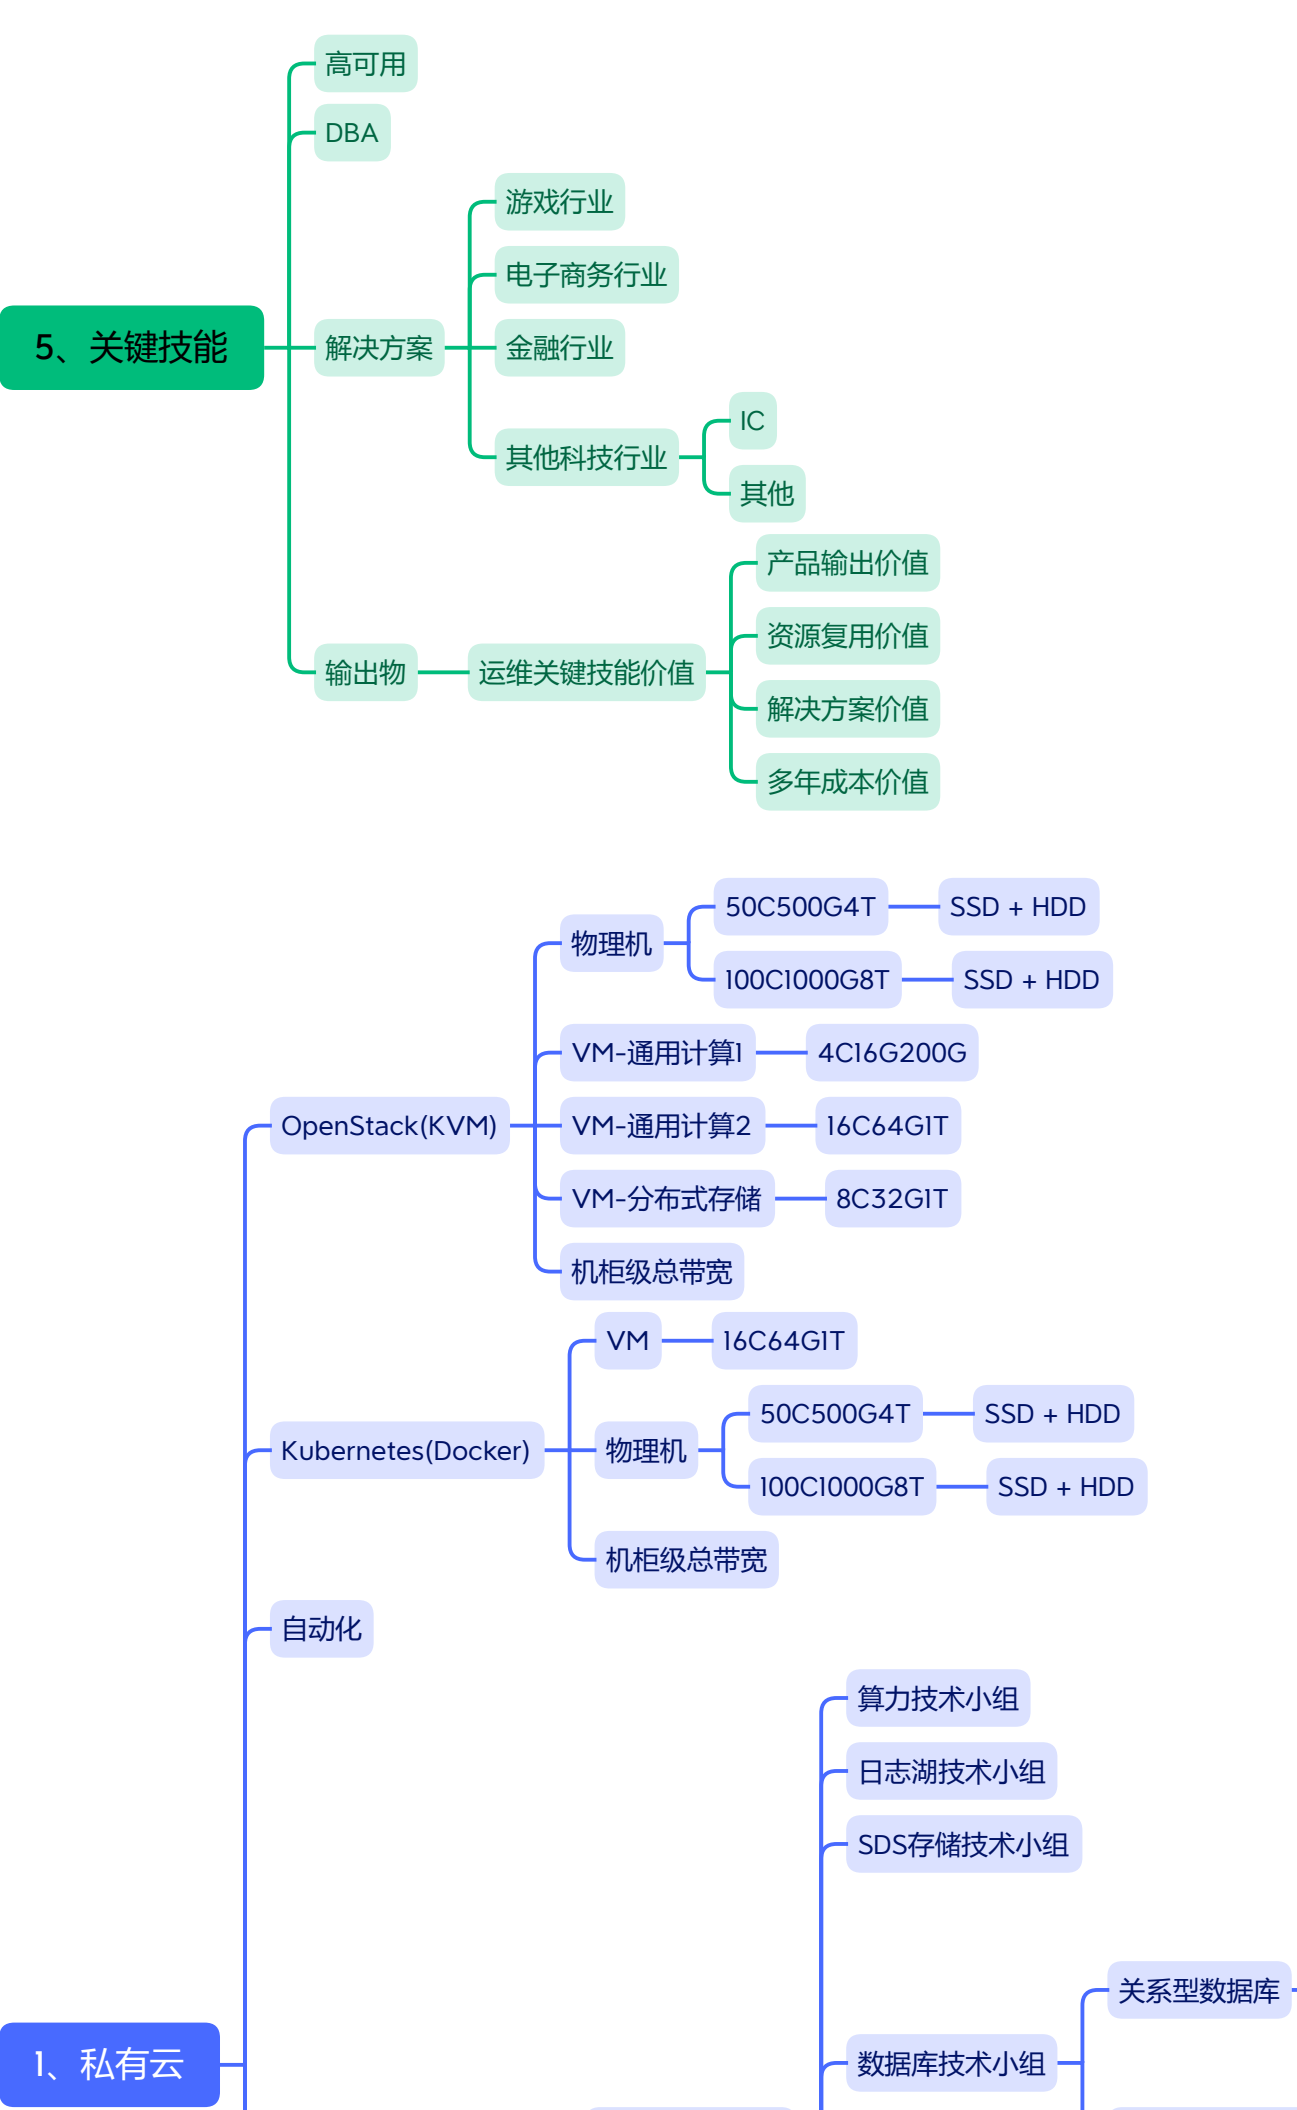 5、关键技能
高可用
DBA
解决方案
游戏行业
电子商务行业
金融行业
其他科技行业
IC
其他
输出物
运维关键技能价值
产品输出价值
资源复用价值
解决方案价值
多年成本价值
1、私有云
OpenStack(KVM)
物理机
50C500G4T
SSD + HDD
100C1000G8T
SSD + HDD
VM-通用计算1
4C16G200G
VM-通用计算2
16C64G1T
VM-分布式存储
8C32G1T
机柜级总带宽
Kubernetes(Docker)
VM
16C64G1T
物理机
50C500G4T
SSD + HDD
100C1000G8T
SSD + HDD
机柜级总带宽
自动化
算力技术小组
日志湖技术小组
SDS存储技术小组
数据库技术小组
关系型数据库